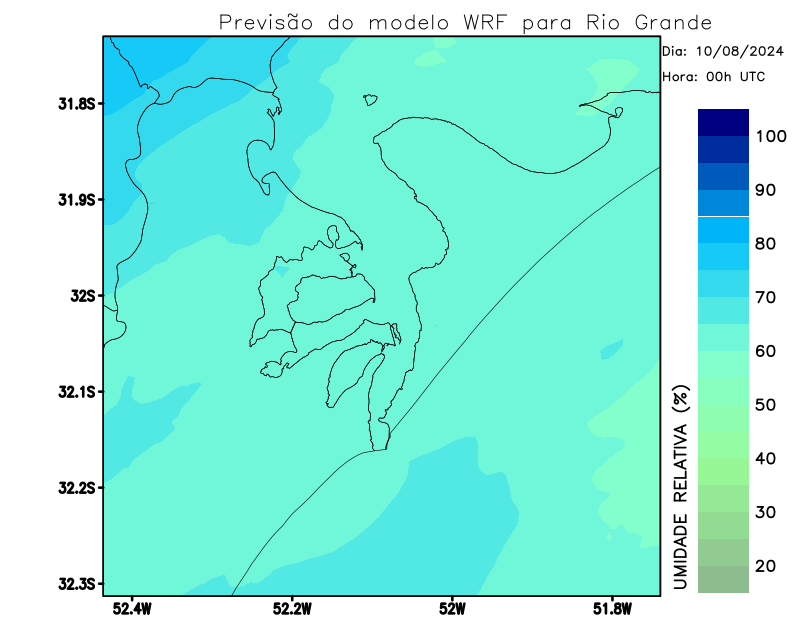 Previsão do modelo WRF para Rio Grande
Dia: 10/08/2024
Hora: 00h UTC
31.8S
31.9S
32S
32.1S
32.2S
32.3S
52.4W
52.2W
52W
51.8W
100
90
80
70
60
50
40
30
20
UMIDADE RELATIVA (%)